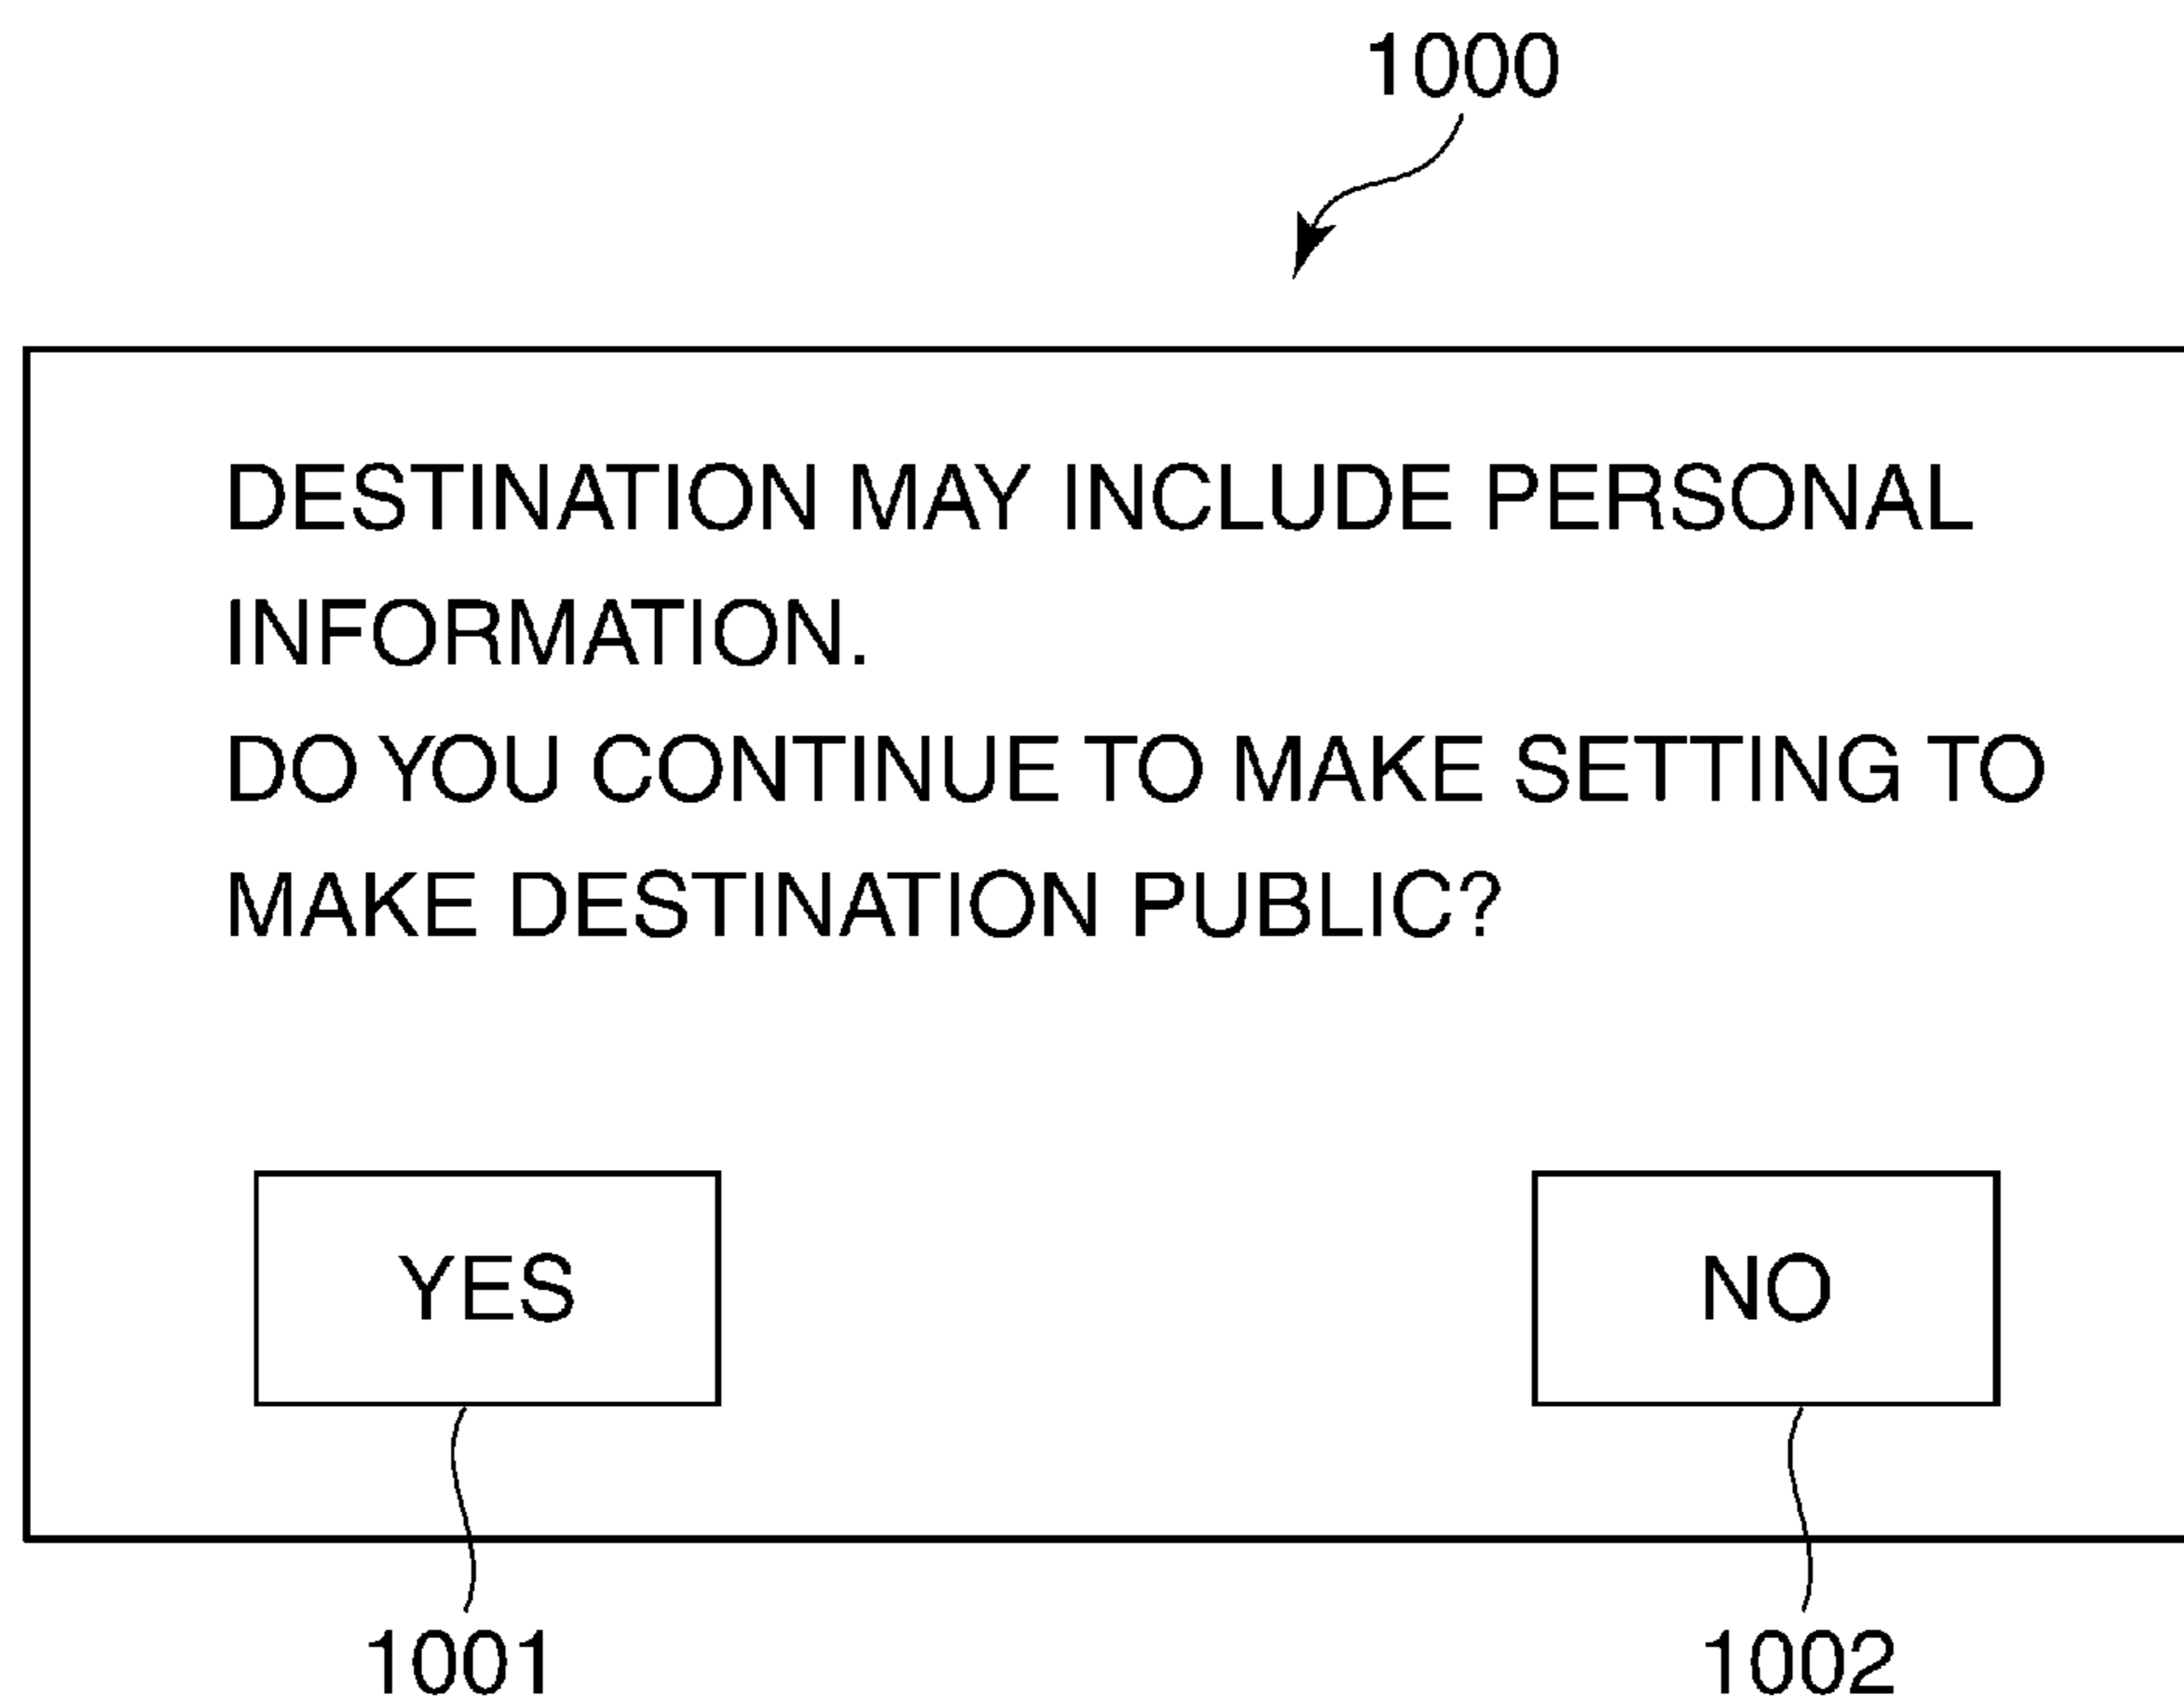 1000
DESTINATION MAY INCLUDE PERSONAL
INFORMATION.
DO YOU CONTINUE TO MAKE SETTING TO
MAKE DESTINATION PUBLIC?
YES
NO
1001
1002